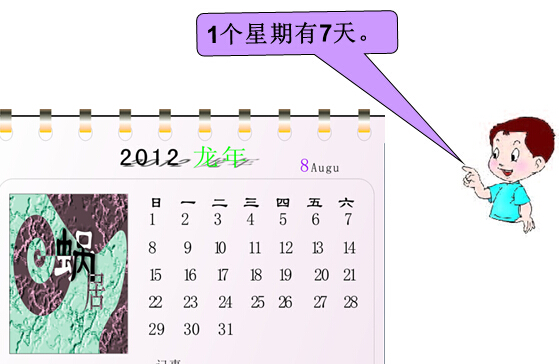 1个星期有7天。
2012 龙年
8Augu
蜗居
日 一 二 三 四 五 六
1 2 3 4 5 6 7
8 9 10 11 12 13 14
15 16 17 18 19 20 21
22 23 24 25 26 27 28
29 30 31